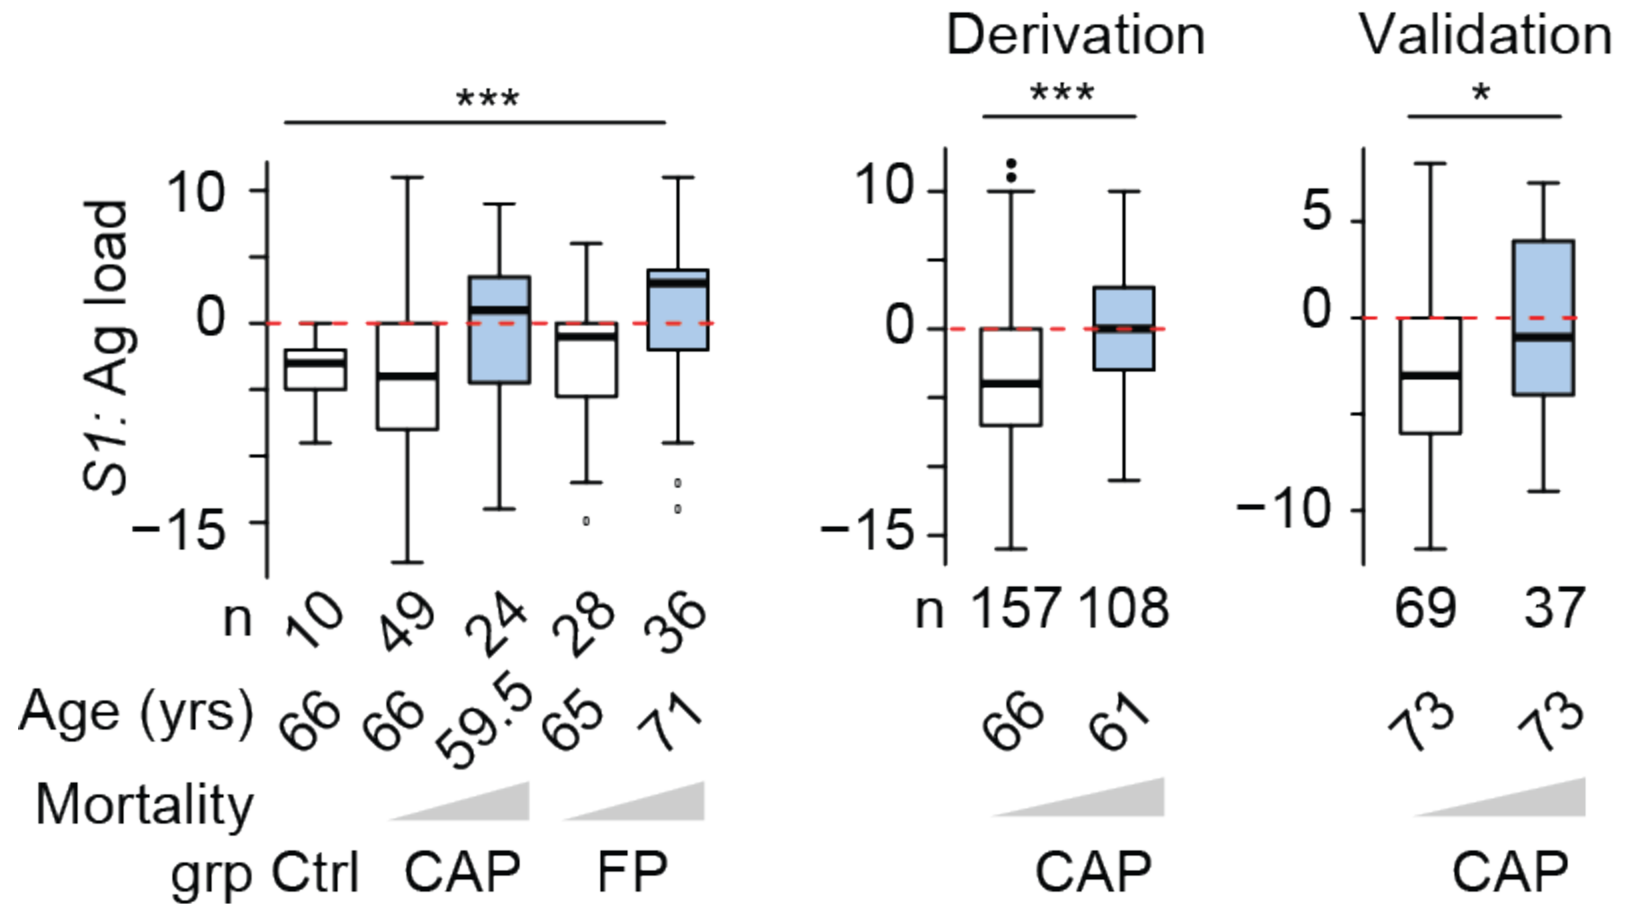 Derivation Validation
*** *** *
S1: Ag load
10 10 5
0 0 0
−15 −15 −10
n 10 49 24 28 36 n 157 108 69 37
Age (yrs) 66 66 59.5 65 71 66 61 73 73
Mortality
grp Ctrl CAP FP CAP CAP